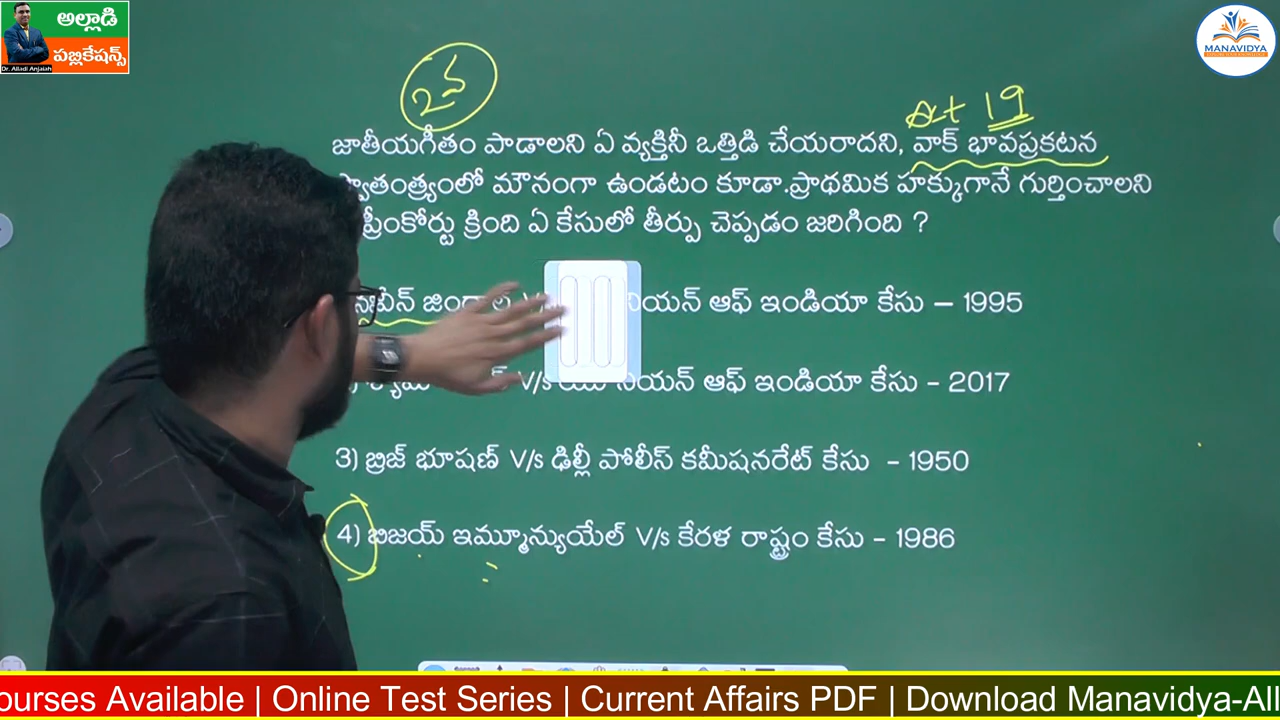 అల్లాడి
పబ్లికేషన్స్
Dr. Alladi Anjaiah
MANAVIDYA
Art 19
జాతీయగీతం పాడాలని ఏ వ్యక్తినీ ఒత్తిడి చేయరాదని, వాక్ భావప్రకటన
స్వాతంత్ర్యంలో మౌనంగా ఉండటం కూడా.ప్రాథమిక హక్కుగానే గుర్తించాలని
ప్రీంకోర్టు క్రింది ఏ కేసులో తీర్పు చెప్పడం జరిగింది ?
నవీన్ జిందాల్ నియన్ ఆఫ్ ఇండియా కేసు – 1995
V/s యూనియన్ ఆఫ్ ఇండియా కేసు – 2017
3) బ్రిజ్ భూషణ్ V/s ఢిల్లీ పోలీస్ కమీషనరేట్ కేసు – 1950
4) బిజయ్ ఇమ్మాన్యుయేల్ V/s కేరళ రాష్ట్రం కేసు – 1986
ourses Available | Online Test Series | Current Affairs PDF | Download Manavidya-All